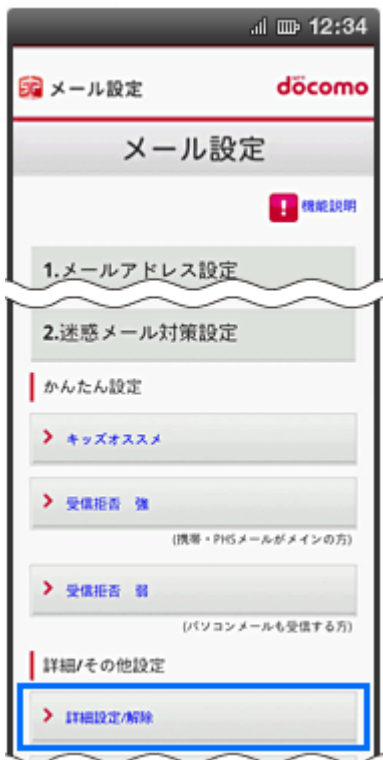 12:34
メール設定 döcomo
メール設定
機能説明
1.メールアドレス設定
2.迷惑メール対策設定
かんたん設定
キッズオススメ
受信拒否 強
(携帯・PHSメールがメインの方)
受信拒否 弱
(パソコンメールも受信する方)
詳細/その他設定
詳細設定/解除